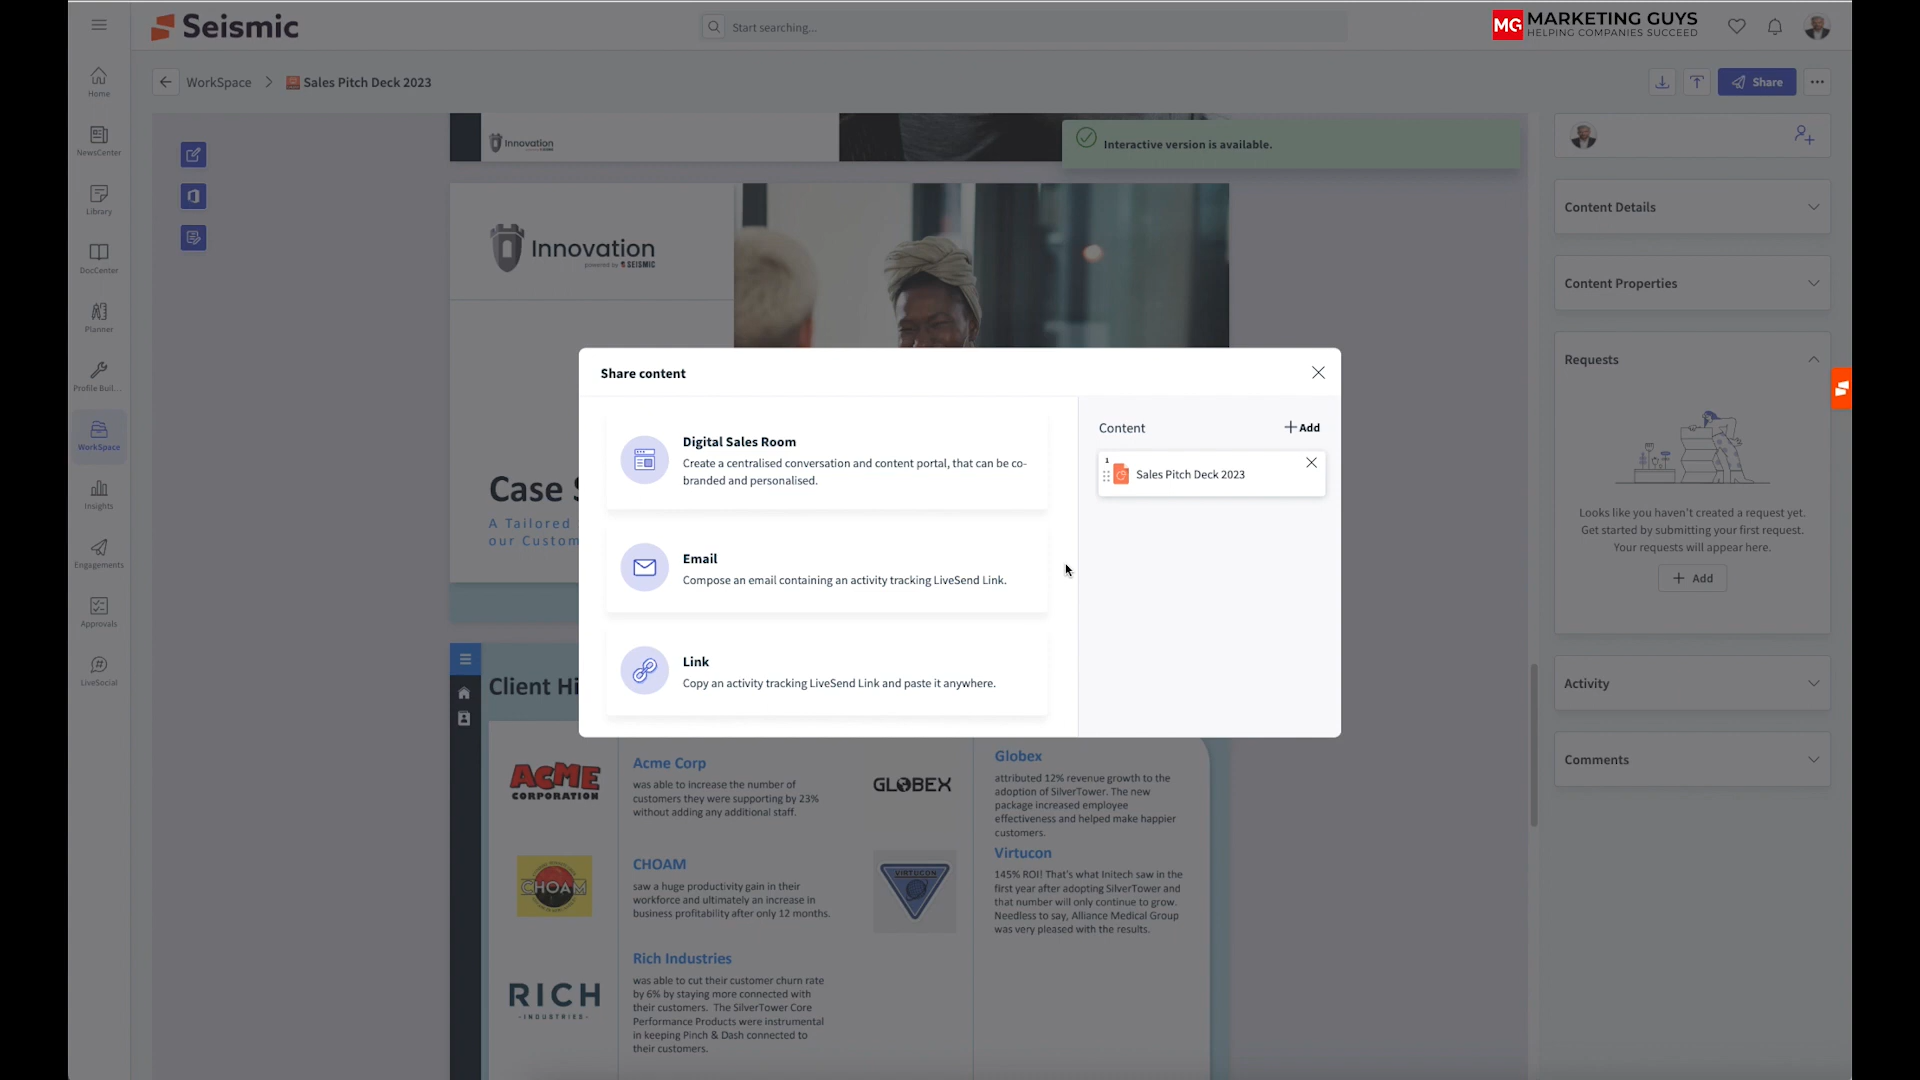 Seismic
Start searching...
MG MARKETING GUYS
HELPING COMPANIES SUCCEED
WorkSpace
Sales Pitch Deck 2023
Share
Home
NewsCenter
Library
DocCenter
Planner
Profile Buil...
WorkSpace
Insights
Engagements
Approvals
LiveSocial
Innovation
Interactive version is available.
Innovation
powered by SEISMIC
Case S
A Tailored
our Custom
Share content
Digital Sales Room
Create a centralised conversation and content portal, that can be co-
branded and personalised.
Email
Compose an email containing an activity tracking LiveSend Link.
Link
Copy an activity tracking LiveSend Link and paste it anywhere.
Content
Add
1
Sales Pitch Deck 2023
Client Hi
ACME
CORPORATION
Acme Corp
was able to increase the number of
customers they were supporting by 23%
without adding any additional staff.
CHOAM
CHOAM
saw a huge productivity gain in their
workforce and ultimately an increase in
business profitability after only 12 months.
RICH
-INDUSTRIES-
Rich Industries
was able to cut their customer churn rate
by 6% by staying more connected with
their customers. The SilverTower Core
Performance Products were instrumental
in keeping Pinch & Dash connected to
their customers.
GLOBEX
Globex
attributed 12% revenue growth to the
adoption of SilverTower. The new
package increased employee
effectiveness and helped make happier
customers.
VIRTUCON
Virtucon
145% ROI! That's what Initech saw in the
first year after adopting SilverTower and
that number will only continue to grow.
Needless to say, Alliance Medical Group
was very pleased with the results.
Content Details
Content Properties
Requests
Looks like you haven't created a request yet.
Get started by submitting your first request.
Your requests will appear here.
Add
Activity
Comments